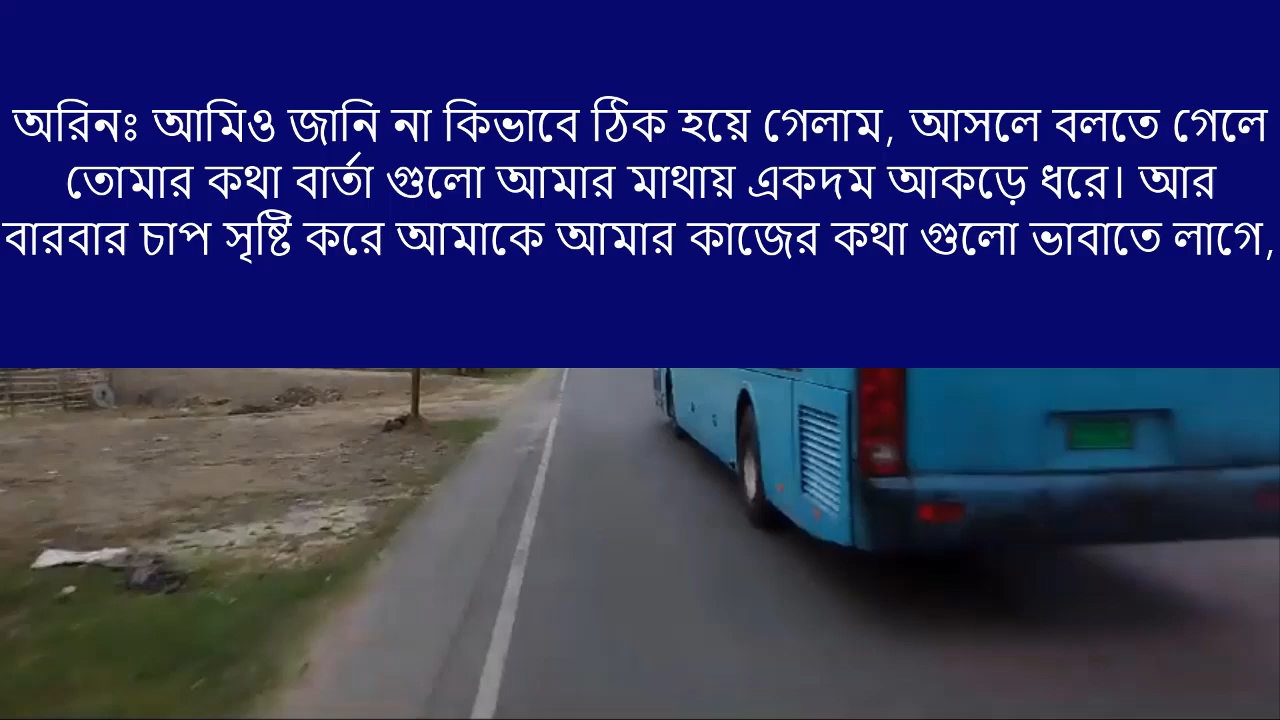 অরিনঃ আমিও জানি না কিভাবে ঠিক হয়ে গেলাম, আসলে বলতে গেলে
তোমার কথা বার্তা গুলো আমার মাথায় একদম আকড়ে ধরে। আর
বারবার চাপ সৃষ্টি করে আমাকে আমার কাজের কথা গুলো ভাবাতে লাগে,